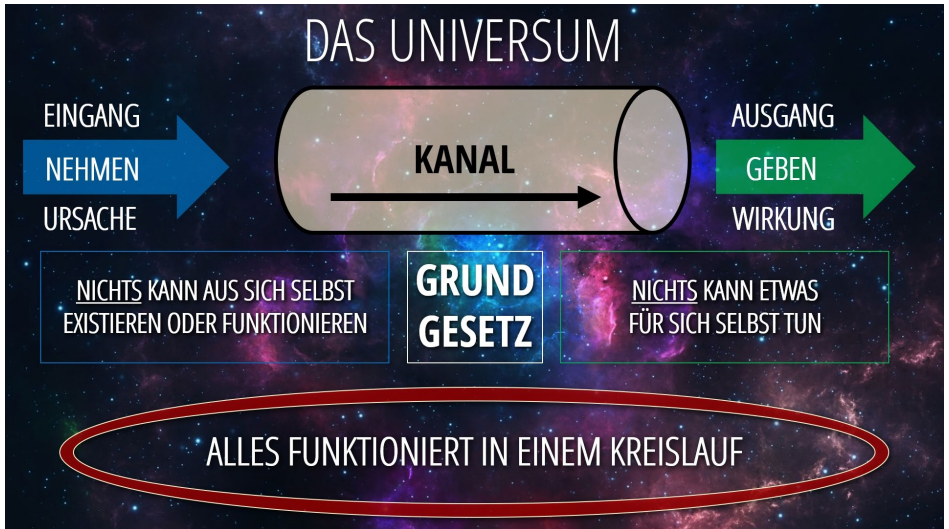 DAS UNIVERSUM
EINGANG
NEHMEN
URSACHE
KANAL
AUSGANG
GEBEN
WIRKUNG
NICHTS KANN AUS SICH SELBST
EXISTIEREN ODER FUNKTIONIEREN
GRUND
GESETZ
NICHTS KANN ETWAS
FÜR SICH SELBST TUN
ALLES FUNKTIONIERT IN EINEM KREISLAUF